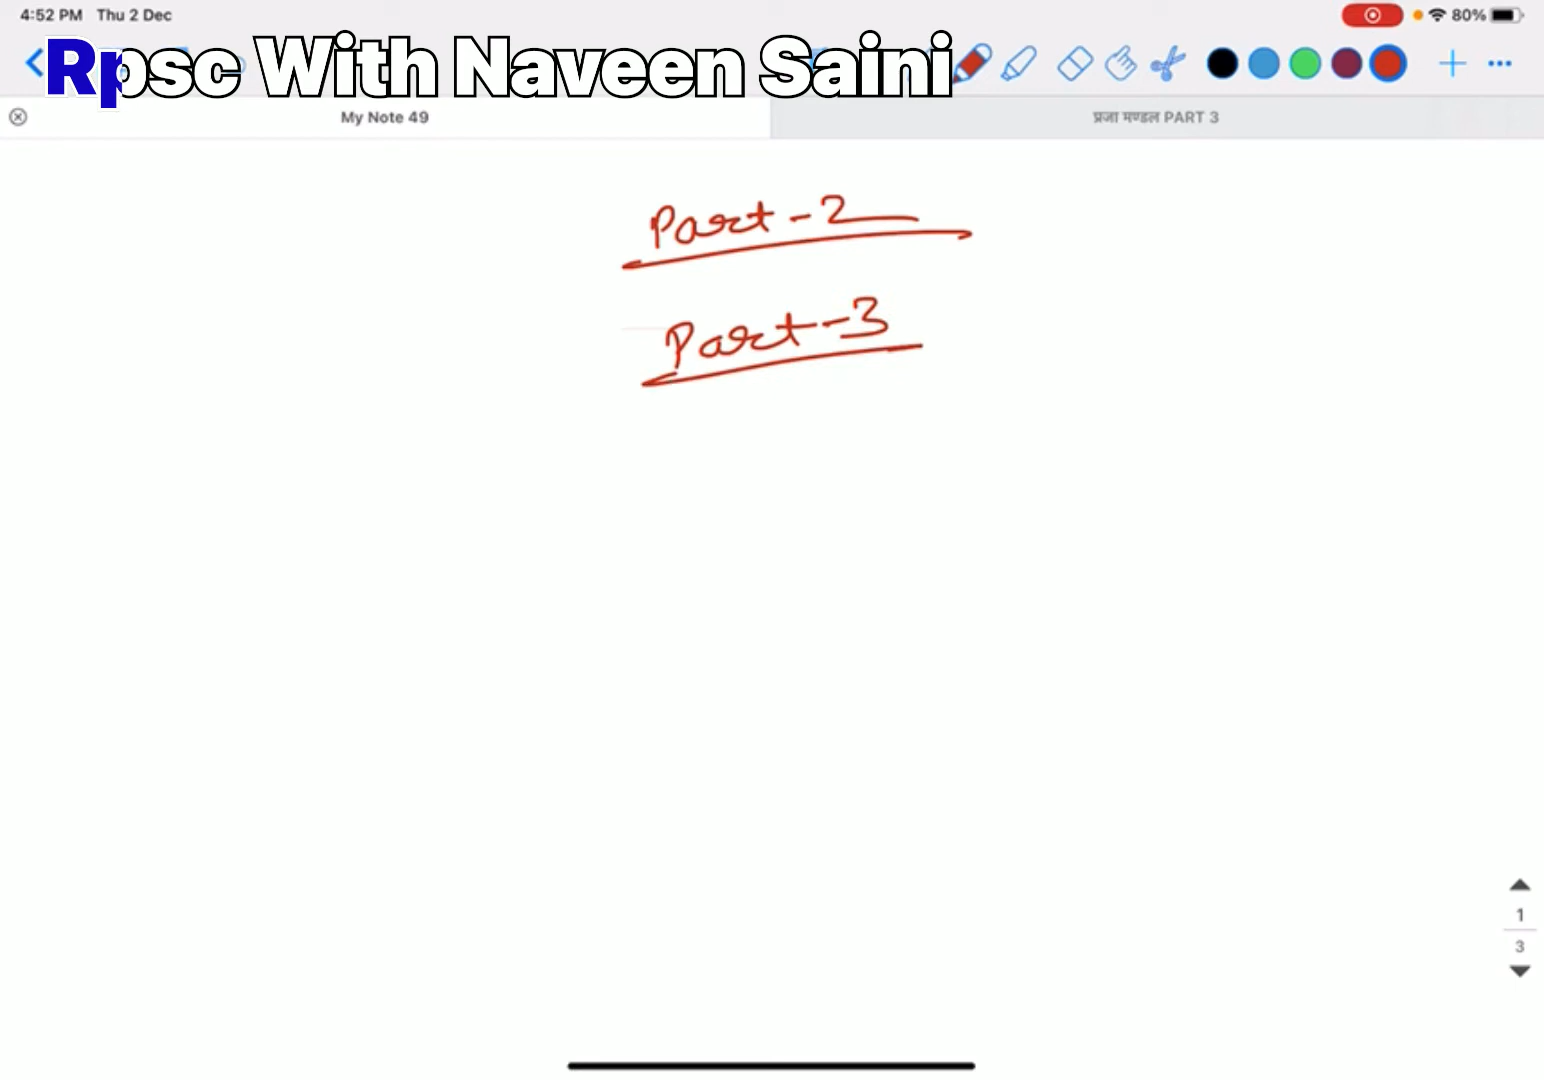 4:52 PM Thu 2 Dec
80%
Rpsc With Naveen Saini
My Note 49
प्रजा मण्डल PART 3
Part-2
Part-3
1
3